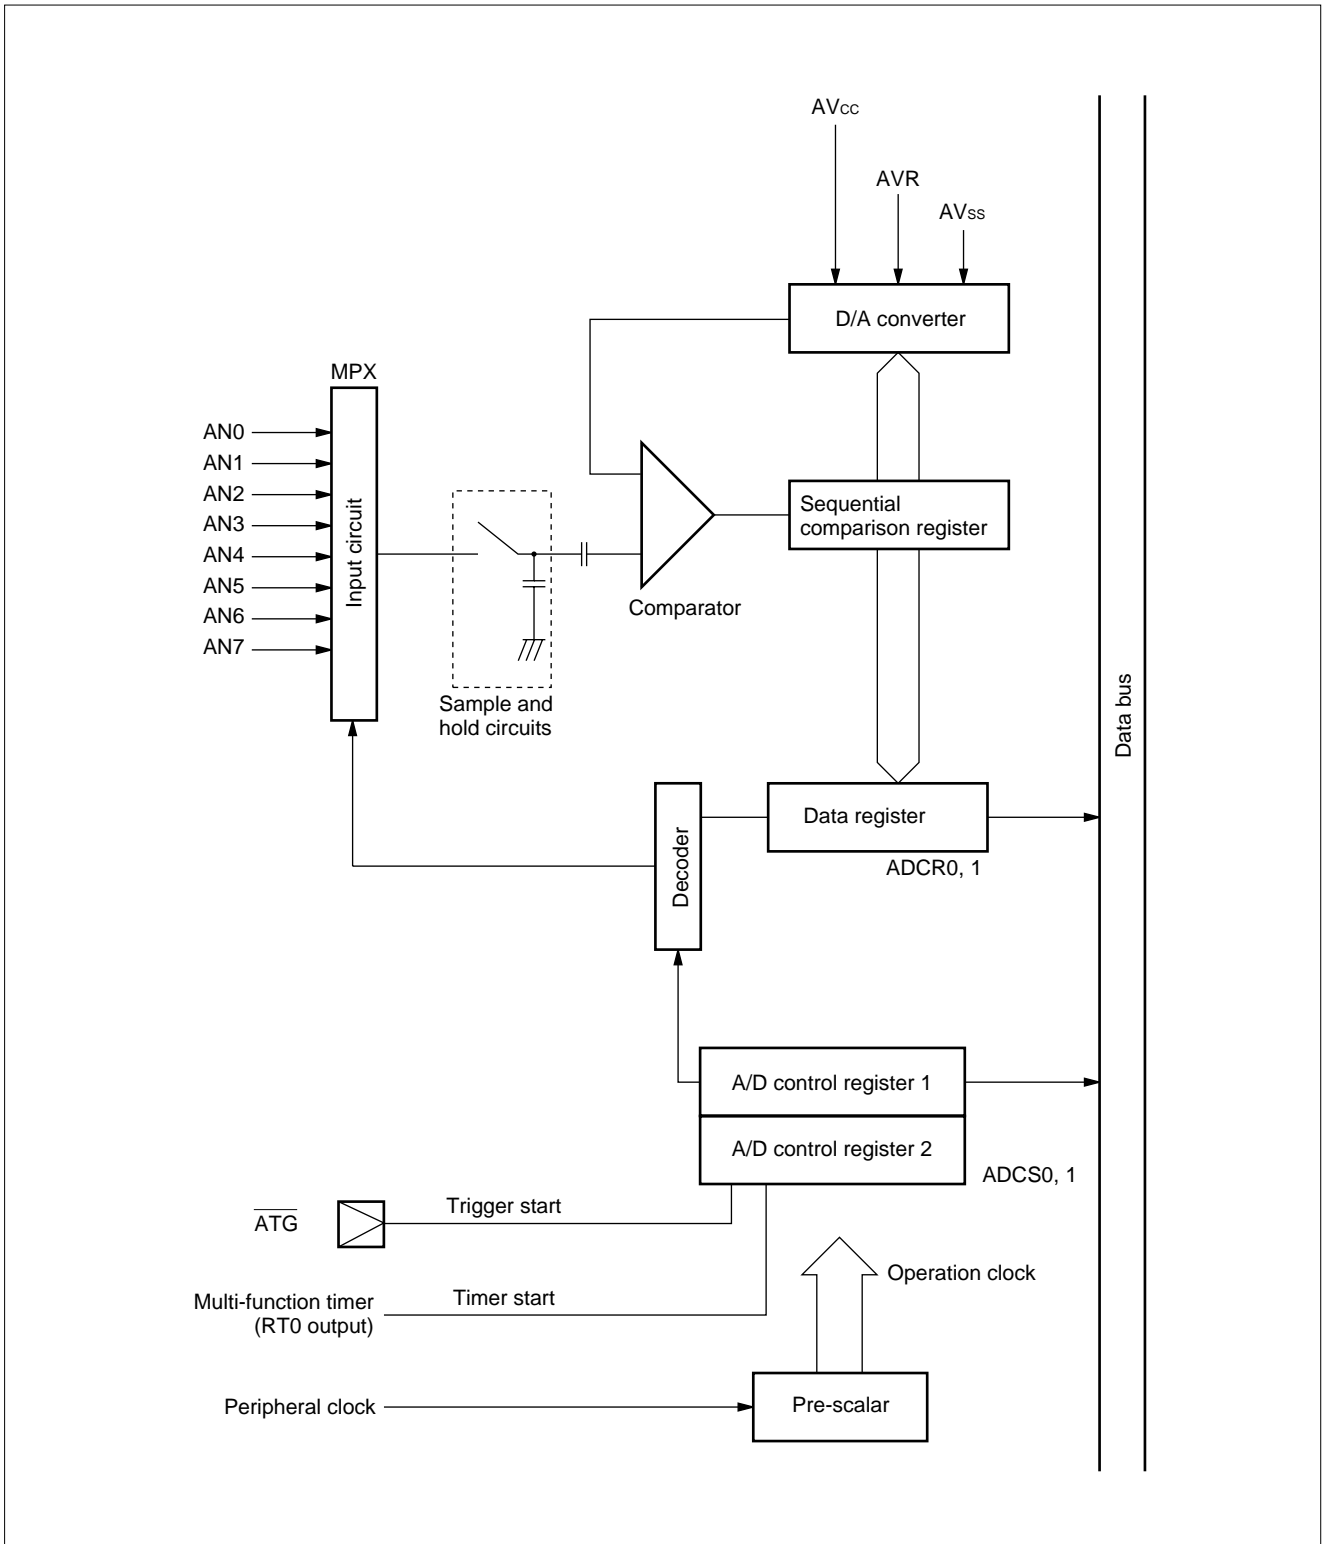 AVCC
AVR
AVSS
D/A converter
MPX
AN0
AN1
AN2
AN3
AN4
AN5
AN6
AN7
Input circuit
Sequential
comparison register
Comparator
Sample and
hold circuits
Data bus
Decoder
Data register
ADCR0, 1
A/D control register 1
A/D control register 2
ADCS0, 1
ATG
Trigger start
Operation clock
Multi-function timer
(RT0 output)
Timer start
Peripheral clock
Pre-scalar